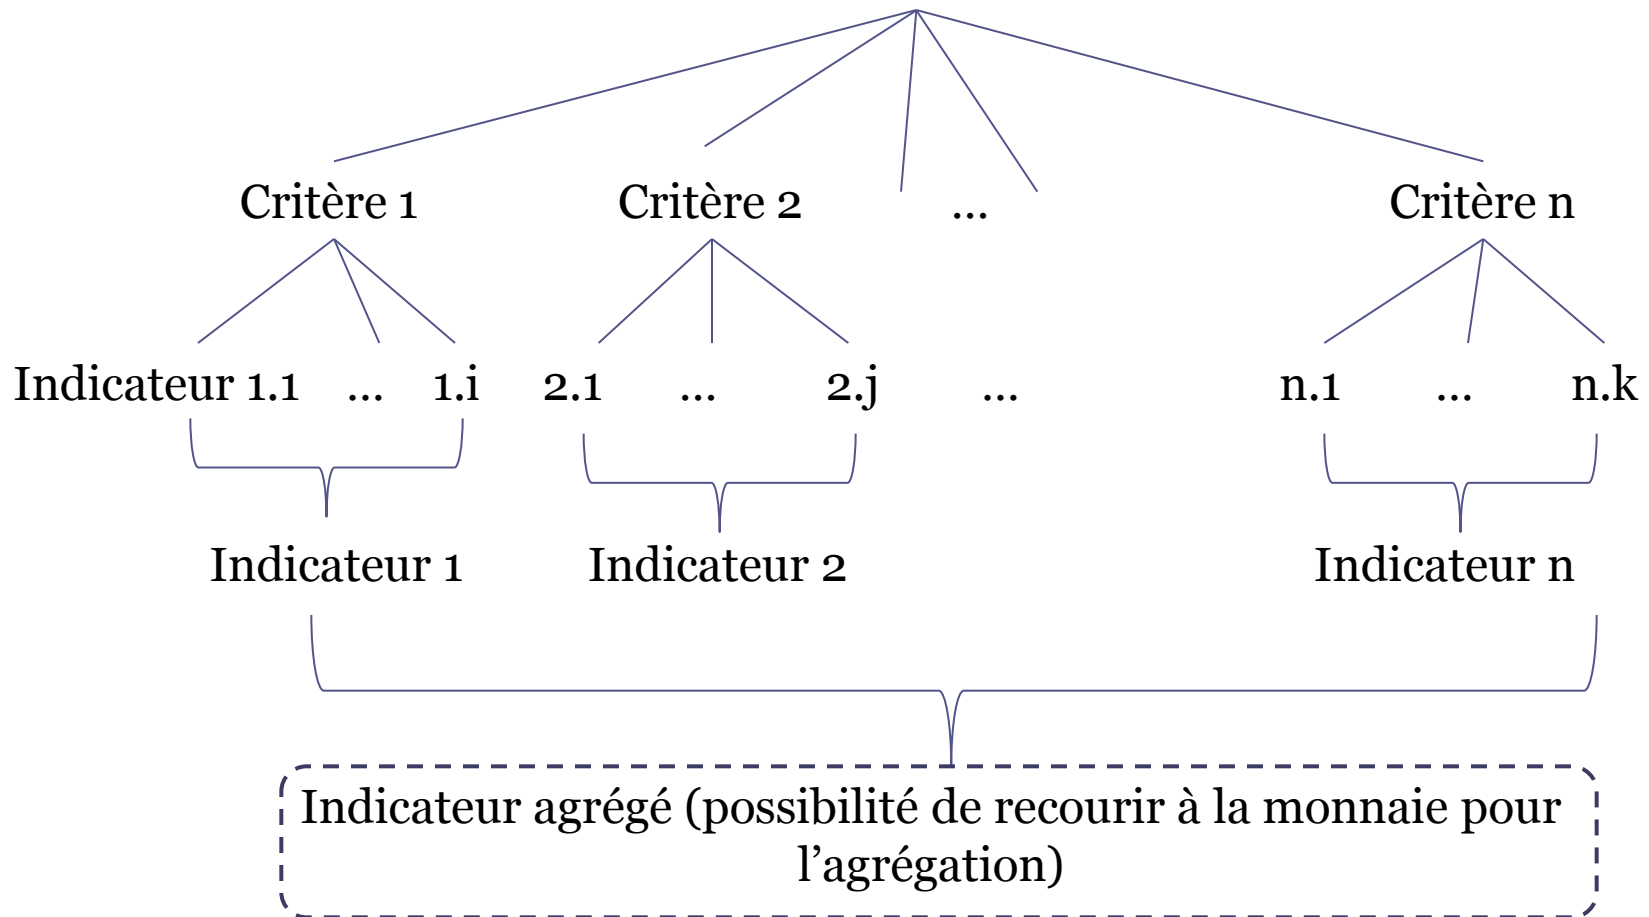 Critère 1 Critère 2 ... Critère n
Indicateur 1.1 ... 1.i 2.1 ... 2.j ... n.1 ... n.k
Indicateur 1 Indicateur 2 Indicateur n
Indicateur agrégé (possibilité de recourir à la monnaie pour
l’agrégation)